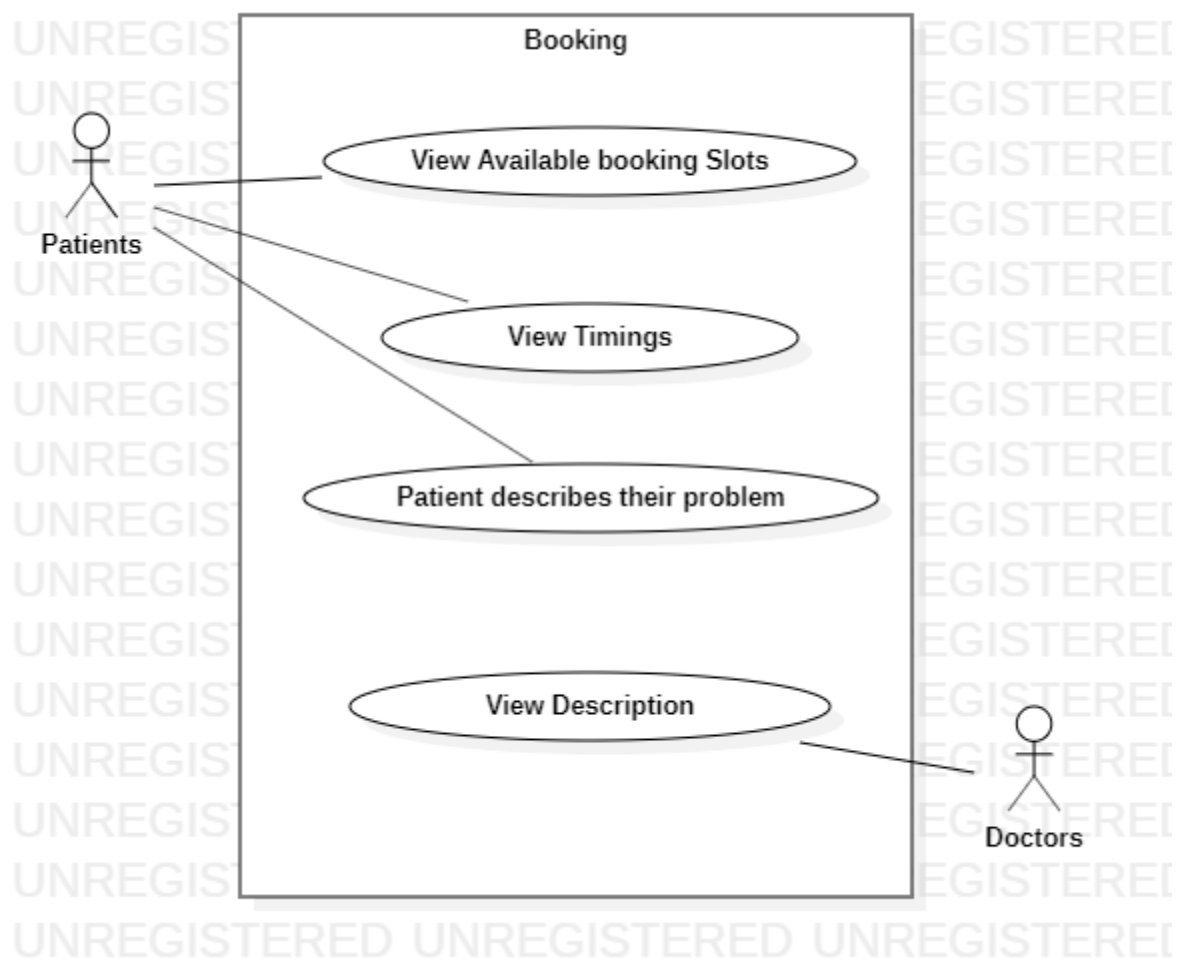 Booking
View Available booking Slots
Patients
View Timings
Patient describes their problem
View Description
Doctors
UNREGISTERED UNREGISTERED UNREGISTERED